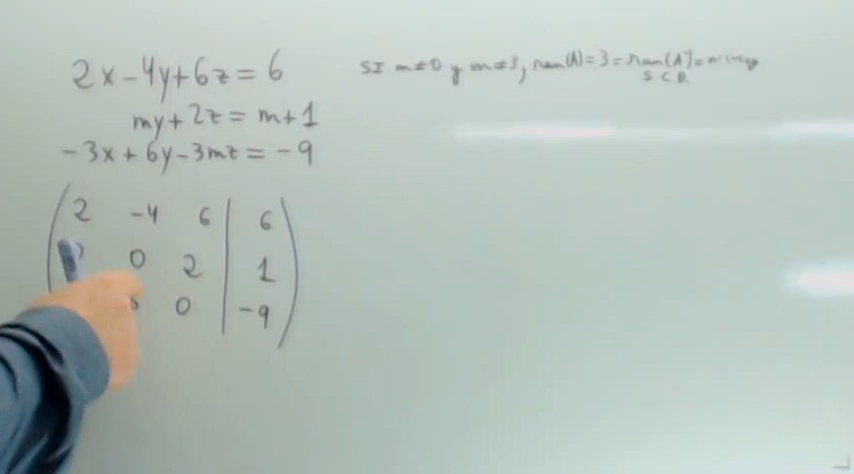 2x-4y+6z=6
my+2z=m+1
-3x+6y-3mz=-9
SI m≠0 y m≠3, ran(A)=3=ran(A')=
S C D
2 -4 6 | 6
0 2 | 1
0 | -9